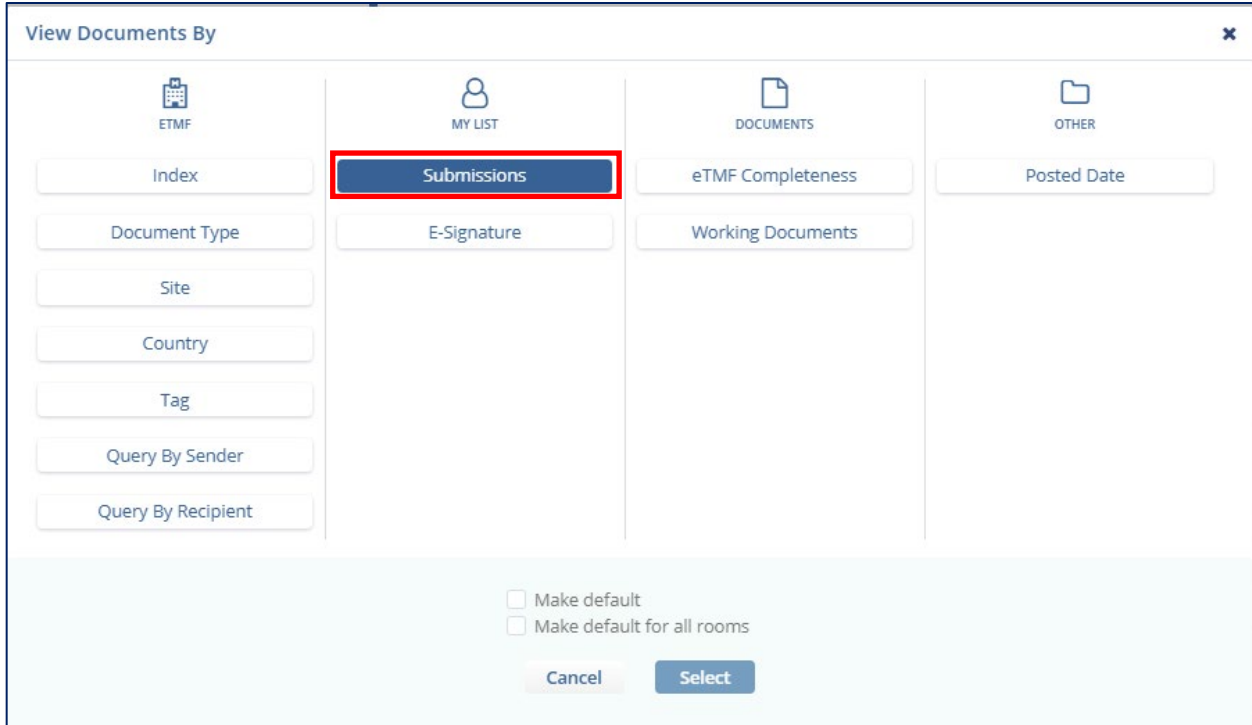 View Documents By
ETMF
Index
Document Type
Site
Country
Tag
Query By Sender
Query By Recipient
MY LIST
Submissions
E-Signature
DOCUMENTS
eTMF Completeness
Working Documents
OTHER
Posted Date
Make default
Make default for all rooms
Cancel
Select